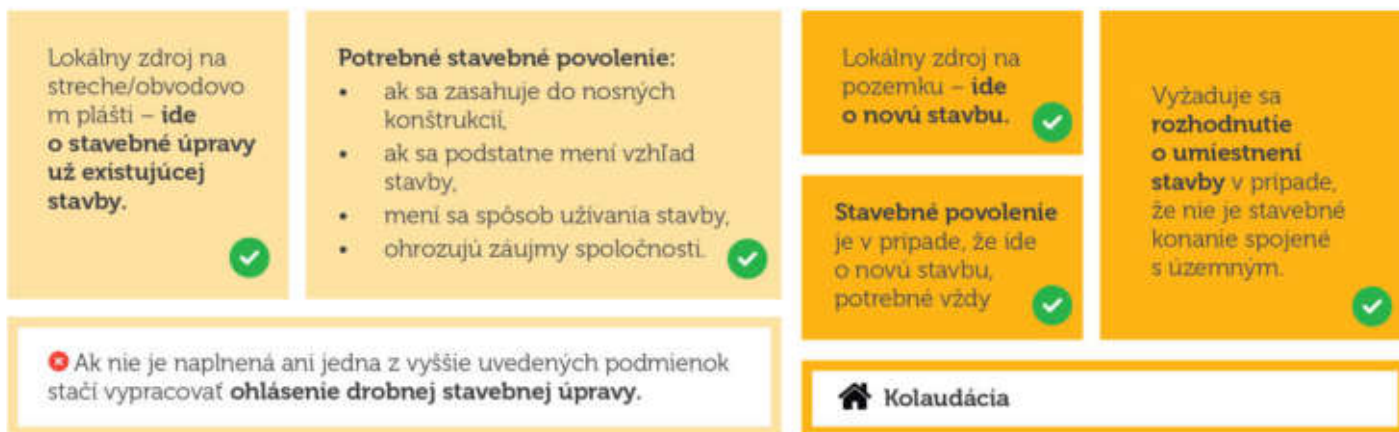 Lokálny zdroj na
streche/obvodovo
m plášti – ide
o stavebné úpravy
už existujúcej
stavby.
Potrebné stavebné povolenie:
• ak sa zasahuje do nosných
konštrukcií,
• ak sa podstatne mení vzhľad
stavby,
• mení sa spôsob užívania stavby,
• ohrozujú záujmy spoločnosti.
Ak nie je naplnená ani jedna z vyššie uvedených podmienok
stačí vypracovať ohlásenie drobnej stavebnej úpravy.
Lokálny zdroj na
pozemku – ide
o novú stavbu.
Stavebné povolenie
je v prípade, že ide
o novú stavbu,
potrebné vždy
Vyžaduje sa
rozhodnutie
o umiestnení
stavby v prípade,
že nie je stavebné
konanie spojené
s územným.
Kolaudácia